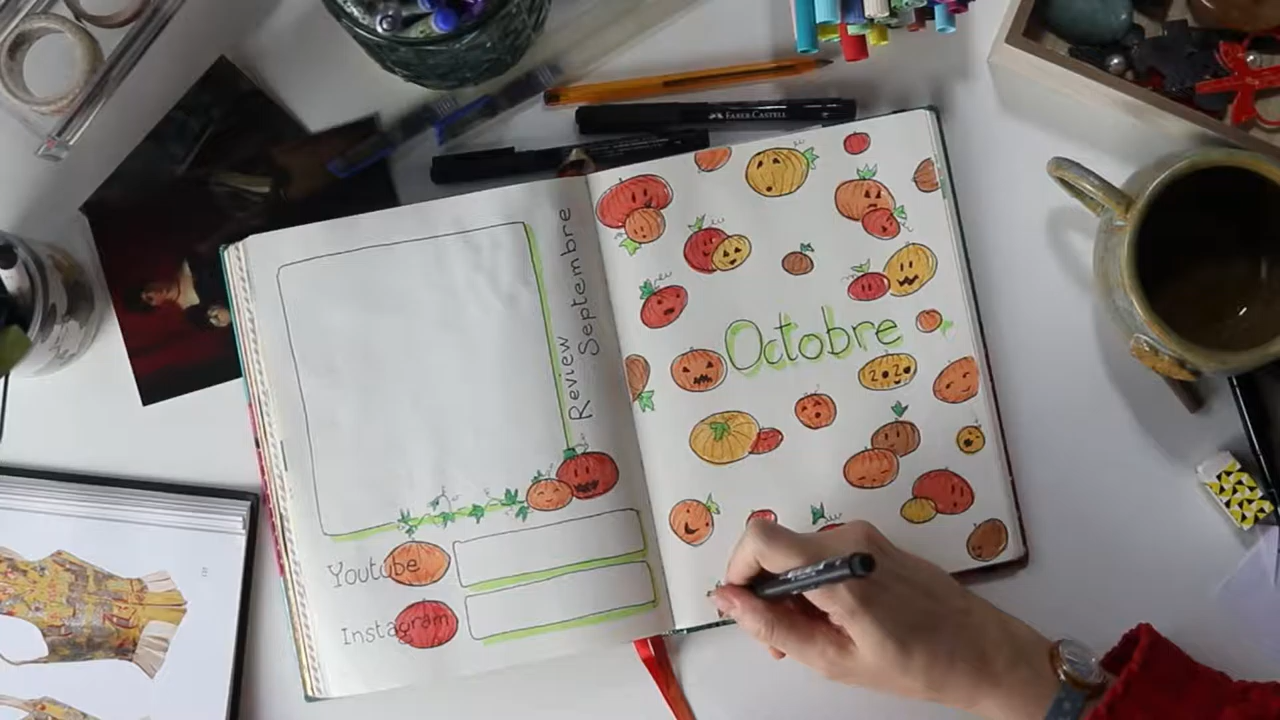 FABER-CASTELL
Review
Septembre
Octobre
2020
Youtube
Instagram